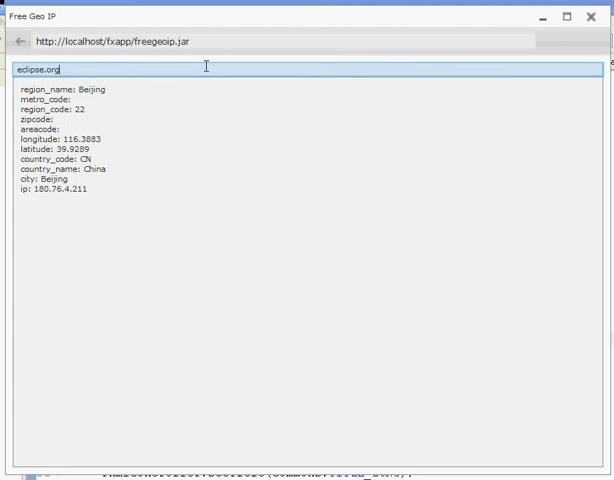 Free Geo IP
http://localhost/fxapp/freegeoip.jar
eclipse.org
region_name: Beijing
metro_code:
region_code: 22
zipcode:
areacode:
longitude: 116.3883
latitude: 39.9289
country_code: CN
country_name: China
city: Beijing
ip: 180.76.4.211